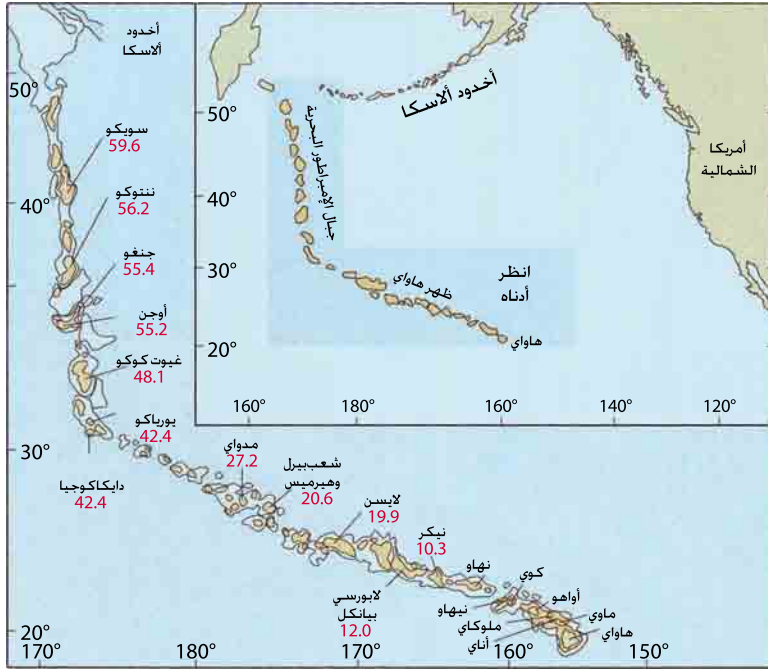 أخدود
ألاسكا
50°
سويكو
59.6
ننتوكو
56.2
40°
جنغو
55.4
أوجن
55.2
غيوت كوكو
48.1
يورياكو
42.4
30°
دايكاكوجيا
42.4
أخدود ألاسكا
50°
جبال الإمبراطور البحرية
40°
30°
ظهر هاواي
انظر
أدناه
20°
هاواي
أمريكا
الشمالية
160°
180°
160°
140°
120°
مدواي
27.2
شعب بيرل
وهيرميس
20.6
لايسن
19.9
نيكر
10.3
نهاو
كوي
أواهو
ماوي
هاواي
لابورسي
بيانكل
12.0
نيهاو
ملوكاي
أناي
20°
170°
180°
170°
160°
150°